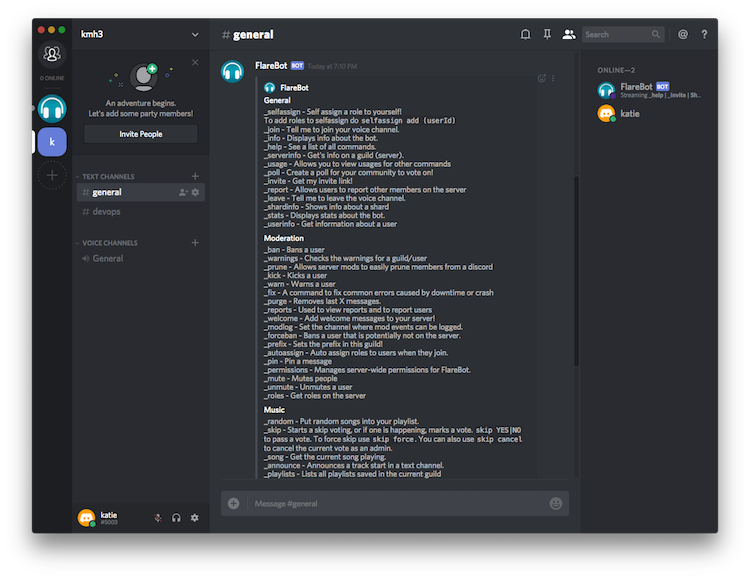 kmh3
# general
Search
@
?
0 ONLINE
An adventure begins.
Let's add some party members!
Invite People
k
TEXT CHANNELS
# general
# devops
VOICE CHANNELS
General
katie
#5003
FlareBot BOT Today at 7:10 PM
FlareBot
General
_selfassign - Self assign a role to yourself!
To add roles to selfassign do selfassign add (userId)
_join - Tell me to join your voice channel.
_info - Displays info about the bot.
_help - See a list of all commands.
_serverinfo - Get's info on a guild (server).
_usage - Allows you to view usages for other commands
_poll - Create a poll for your community to vote on!
_invite - Get my invite link!
_report - Allows users to report other members on the server
_leave - Tell me to leave the voice channel.
_shardinfo - Shows info about a shard
_stats - Displays stats about the bot.
_userinfo - Get information about a user
Moderation
_ban - Bans a user
_warnings - Checks the warnings for a guild/user
_prune - Allows server mods to easily prune members from a discord
_kick - Kicks a user
_warn - Warns a user
_fix - A command to fix common errors caused by downtime or crash
_purge - Removes last X messages.
_reports - Used to view reports and to report users
_welcome - Add welcome messages to your server!
_modlog - Set the channel where mod events can be logged.
_forceban - Bans a user that is potentially not on the server.
_prefix - Sets the prefix in this guild!
_autoassign - Auto assign roles to users when they join.
_pin - Pin a message
_permissions - Manages server-wide permissions for FlareBot.
_mute - Mutes people
_unmute - Unmutes a user
_roles - Get roles on the server
Music
_random - Put random songs into your playlist.
_skip - Starts a skip voting, or if one is happening, marks a vote. skip YES|NO
to pass a vote. To force skip use skip force. You can also use skip cancel
to cancel the current vote as an admin.
_song - Get the current song playing.
_announce - Announces a track start in a text channel.
_playlists - Lists all playlists saved in the current guild
Message #general
ONLINE—2
FlareBot BOT
Streaming _help | _invite | Sh...
katie